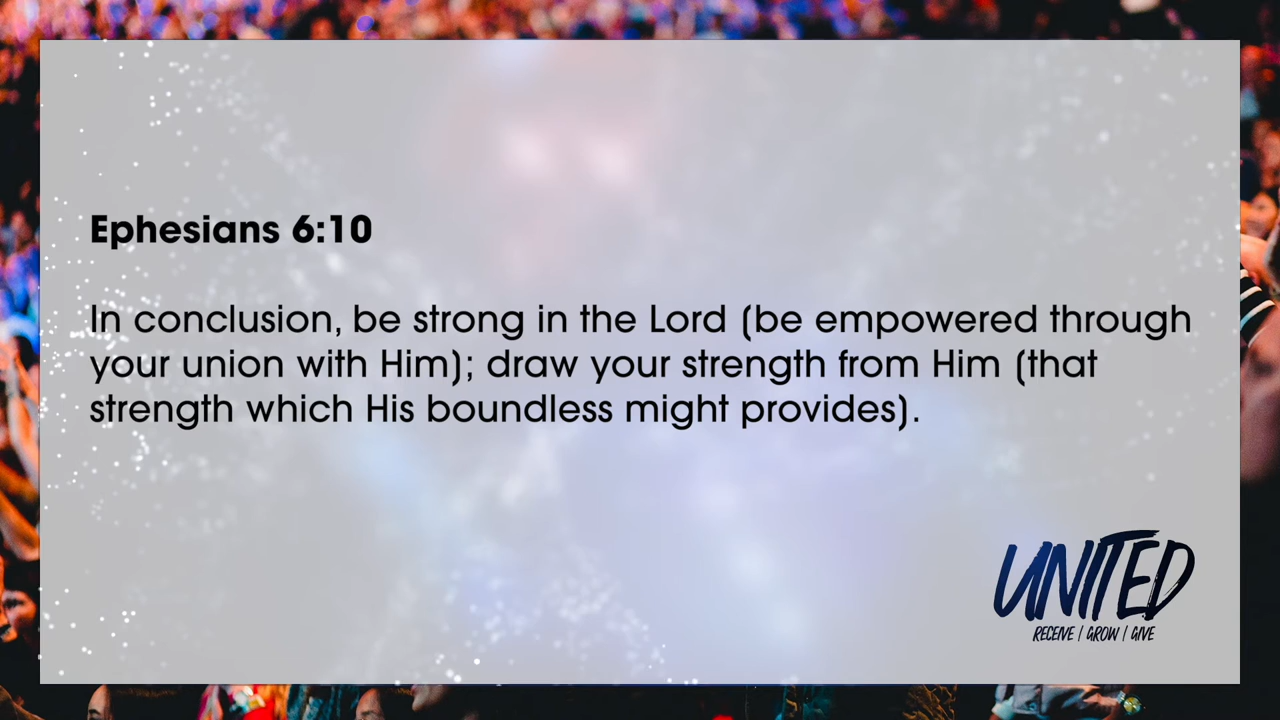 Ephesians 6:10
In conclusion, be strong in the Lord (be empowered through
your union with Him); draw your strength from Him (that
strength which His boundless might provides).
UNITED
RECEIVE / GROW / GIVE